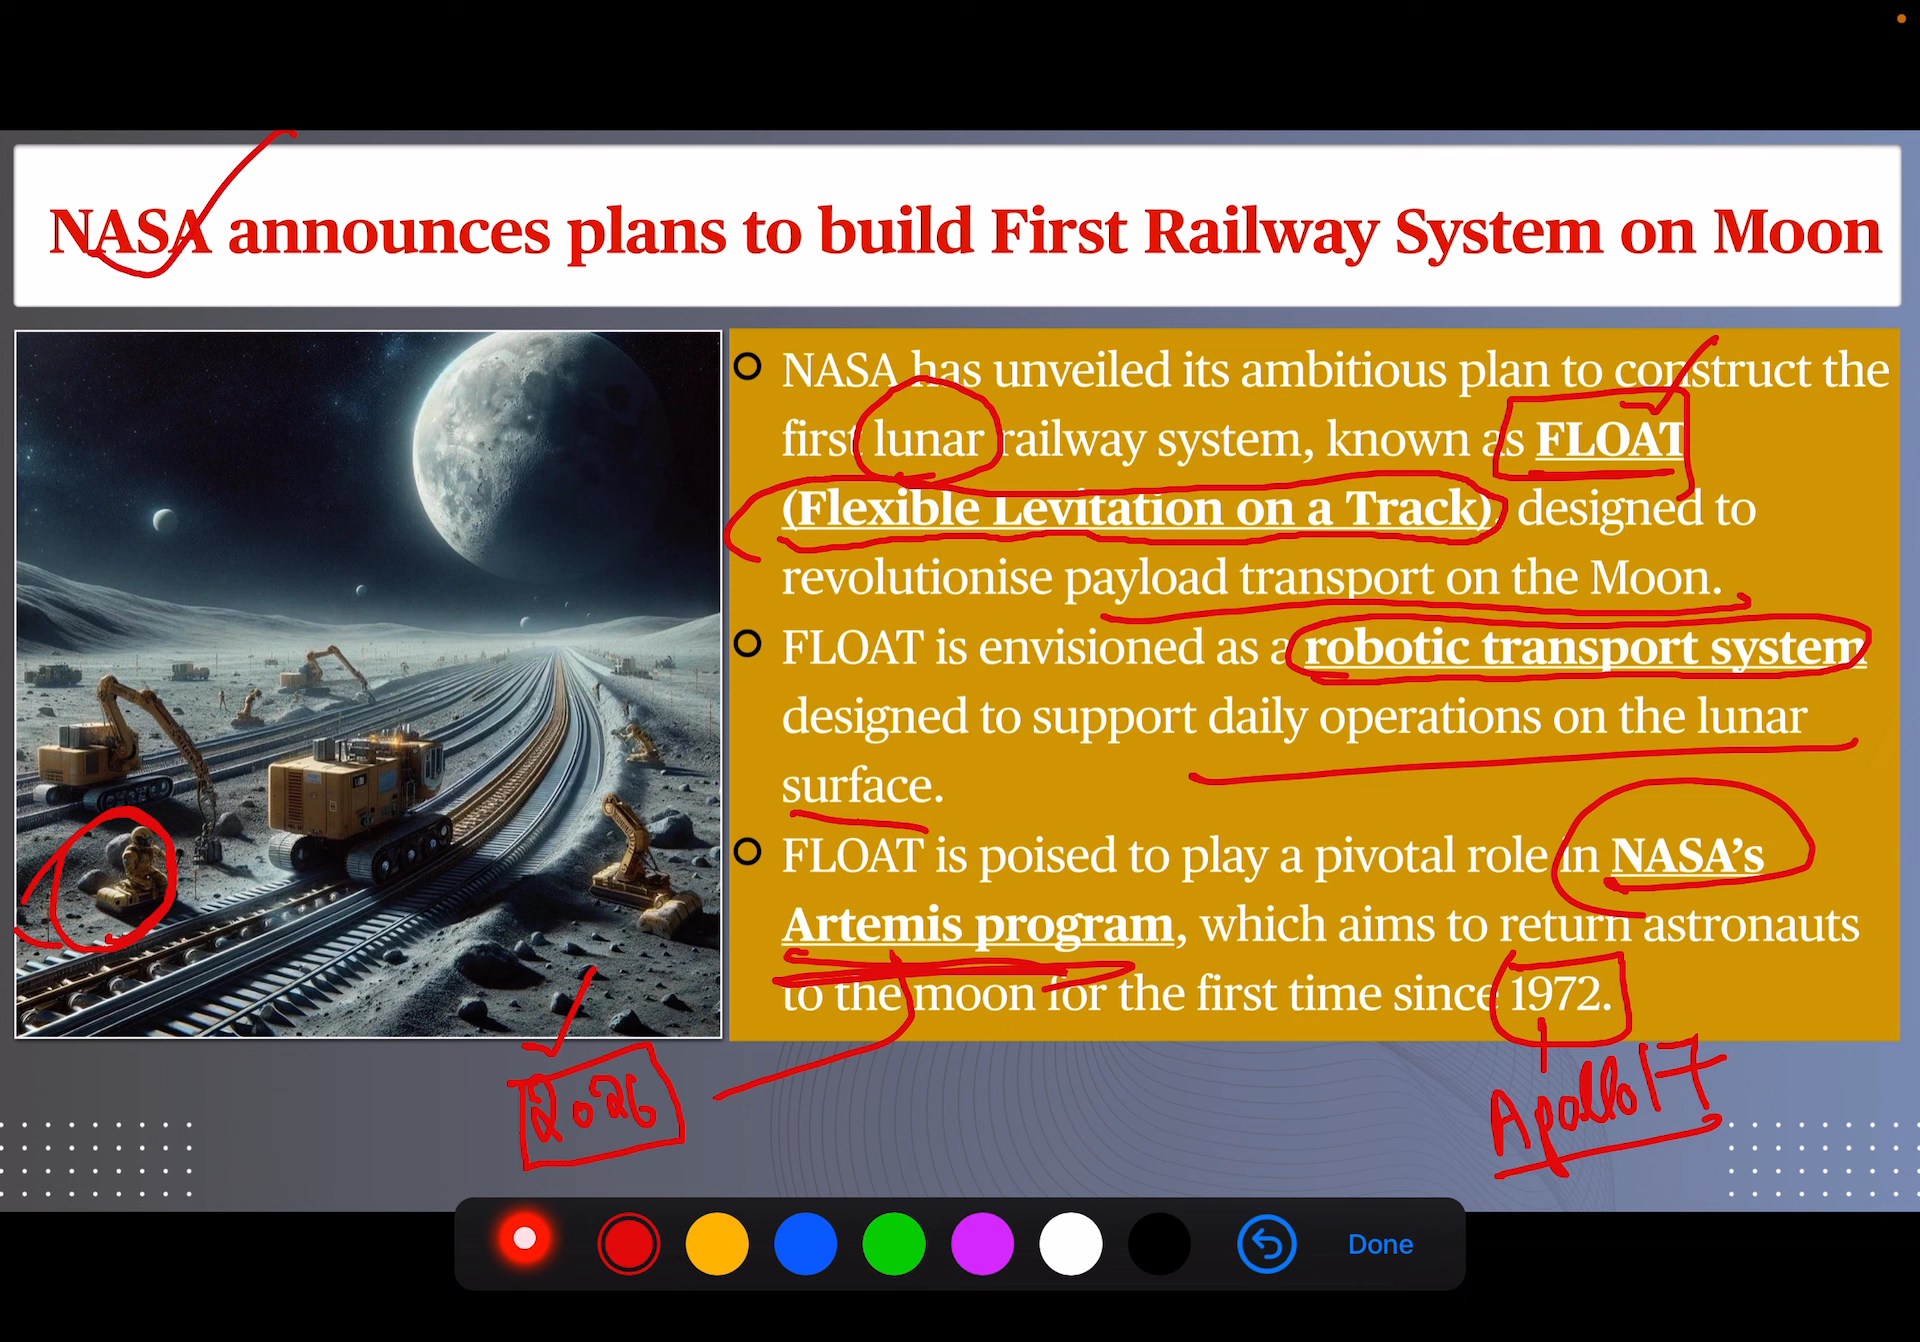 NASA announces plans to build First Railway System on Moon
NASA has unveiled its ambitious plan to construct the
first lunar railway system, known as FLOAT
(Flexible Levitation on a Track), designed to
revolutionise payload transport on the Moon.
FLOAT is envisioned as a robotic transport system
designed to support daily operations on the lunar
surface.
FLOAT is poised to play a pivotal role in NASA’s
Artemis program, which aims to return astronauts
to the moon for the first time since 1972.
2026
Apollo 17
Done